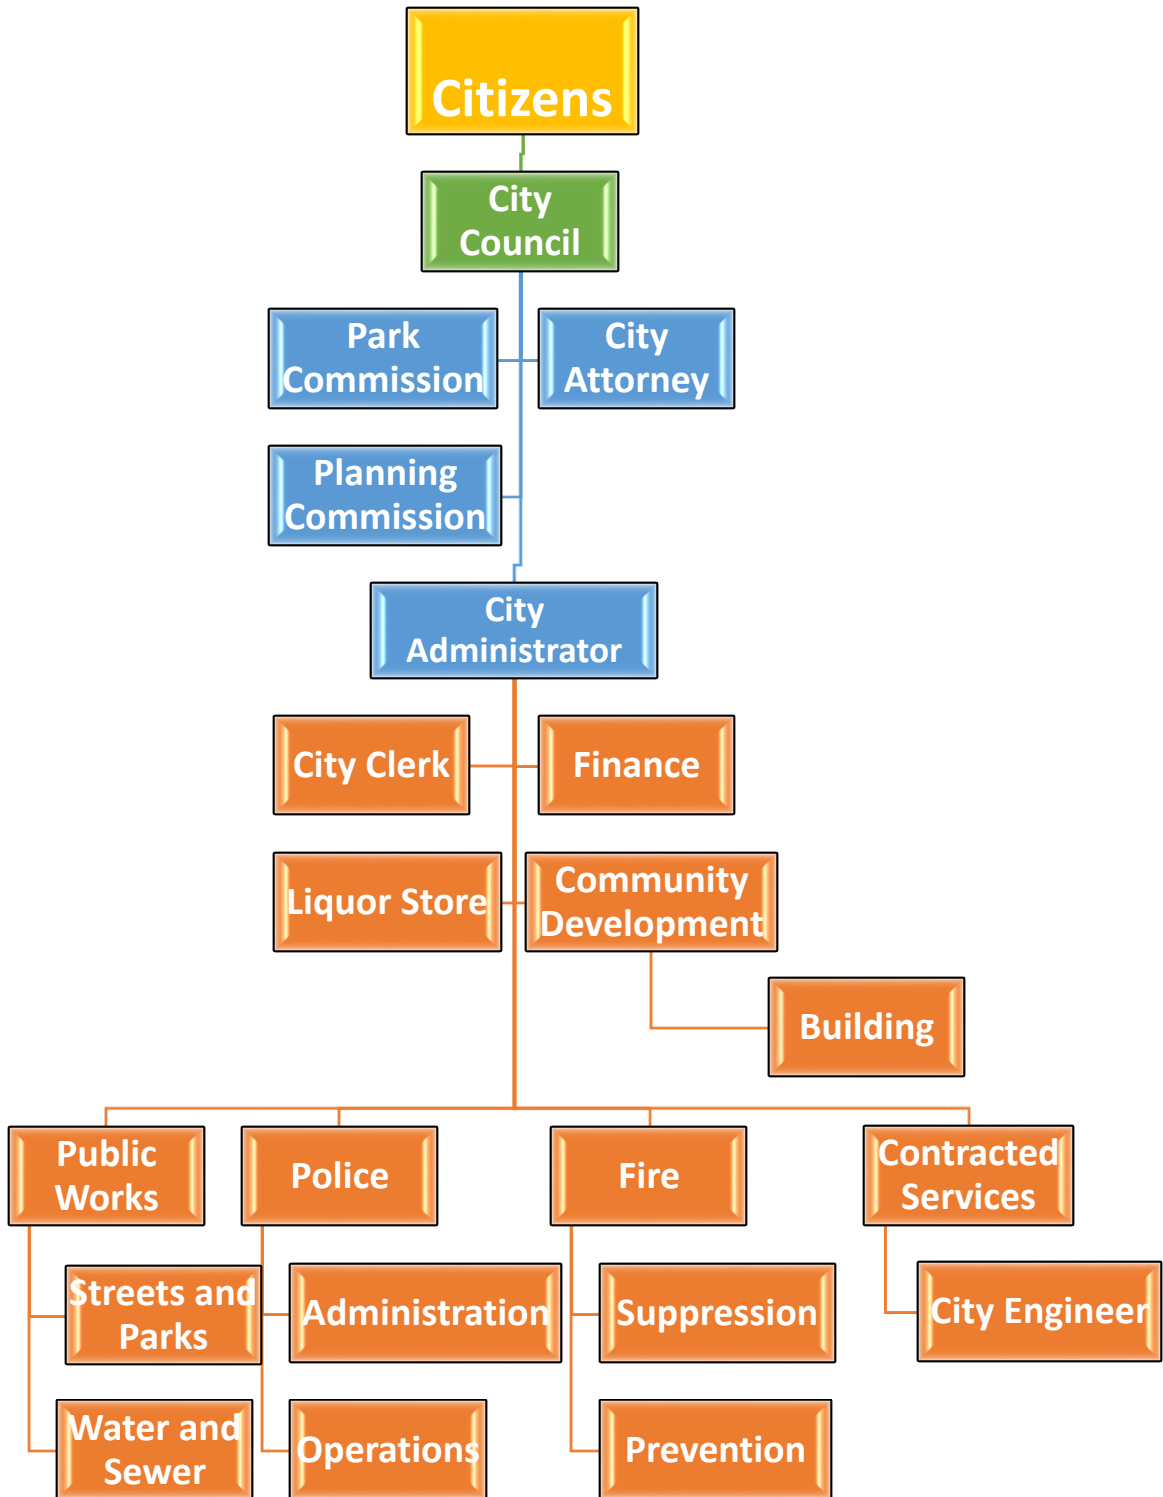 Citizens
City
Council
Park
Commission
City
Attorney
Planning
Commission
City
Administrator
City Clerk
Finance
Liquor Store
Community
Development
Building
Public
Works
Police
Fire
Contracted
Services
Streets and
Parks
Administration
Suppression
City Engineer
Water and
Sewer
Operations
Prevention